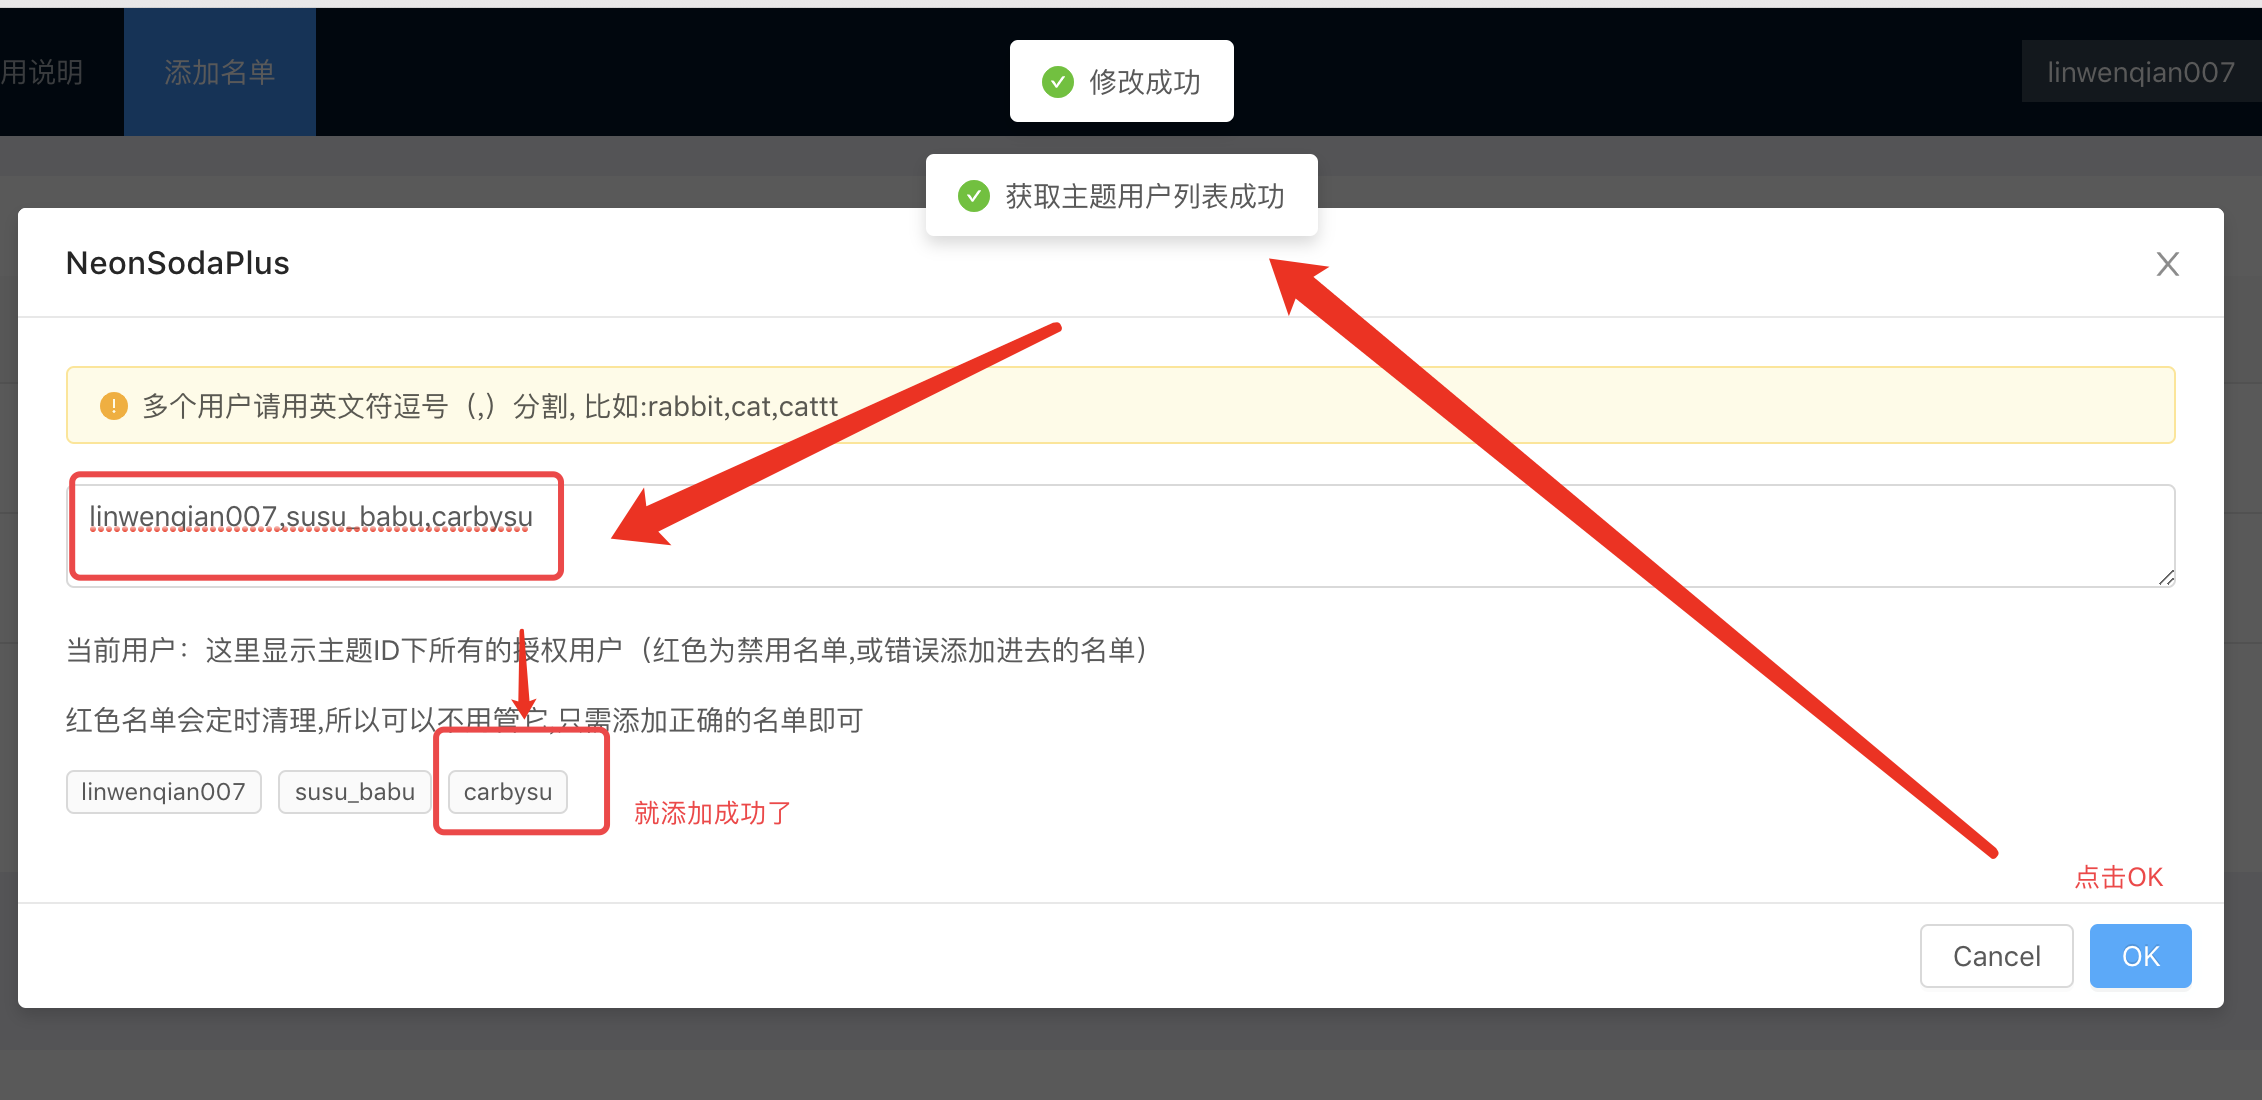 用说明
添加名单
修改成功
linwenqian007
获取主题用户列表成功
NeonSodaPlus
多个用户请用英文符逗号（,）分割, 比如:rabbit,cat,cattt
linwenqian007,susu_babu,carbysu
当前用户：这里显示主题ID下所有的授权用户（红色为禁用名单,或错误添加进去的名单）
红色名单会定时清理,所以可以不用管它,只需添加正确的名单即可
linwenqian007
susu_babu
carbysu
就添加成功了
点击OK
Cancel
OK